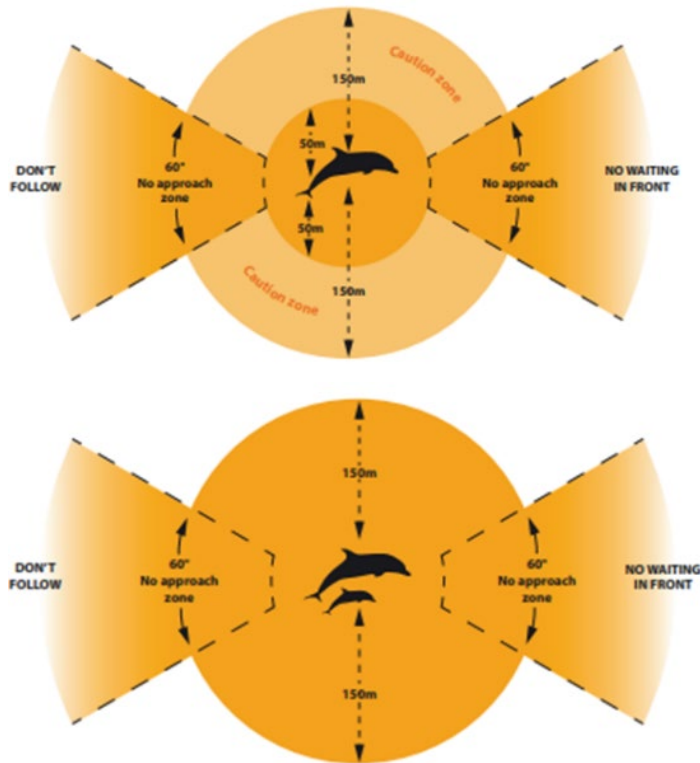 150m
Caution zone
50m
DON'T
FOLLOW
60°
No approach
zone
60°
No approach
zone
NO WAITING
IN FRONT
50m
Caution zone
150m
150m
DON'T
FOLLOW
60°
No approach
zone
60°
No approach
zone
NO WAITING
IN FRONT
150m